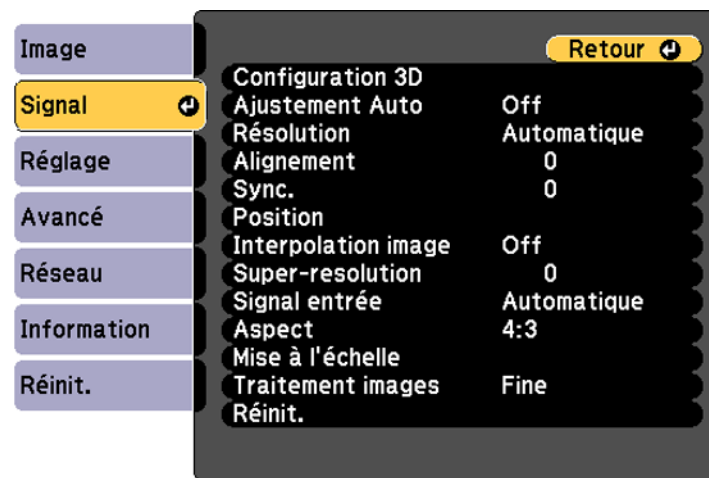 Image
Signal
Réglage
Avancé
Réseau
Information
Réinit.
Retour
Configuration 3D
Ajustement Auto Off
Résolution Automatique
Alignement 0
Sync. 0
Position
Interpolation image Off
Super-resolution 0
Signal entrée Automatique
Aspect 4:3
Mise à l'échelle
Traitement images Fine
Réinit.